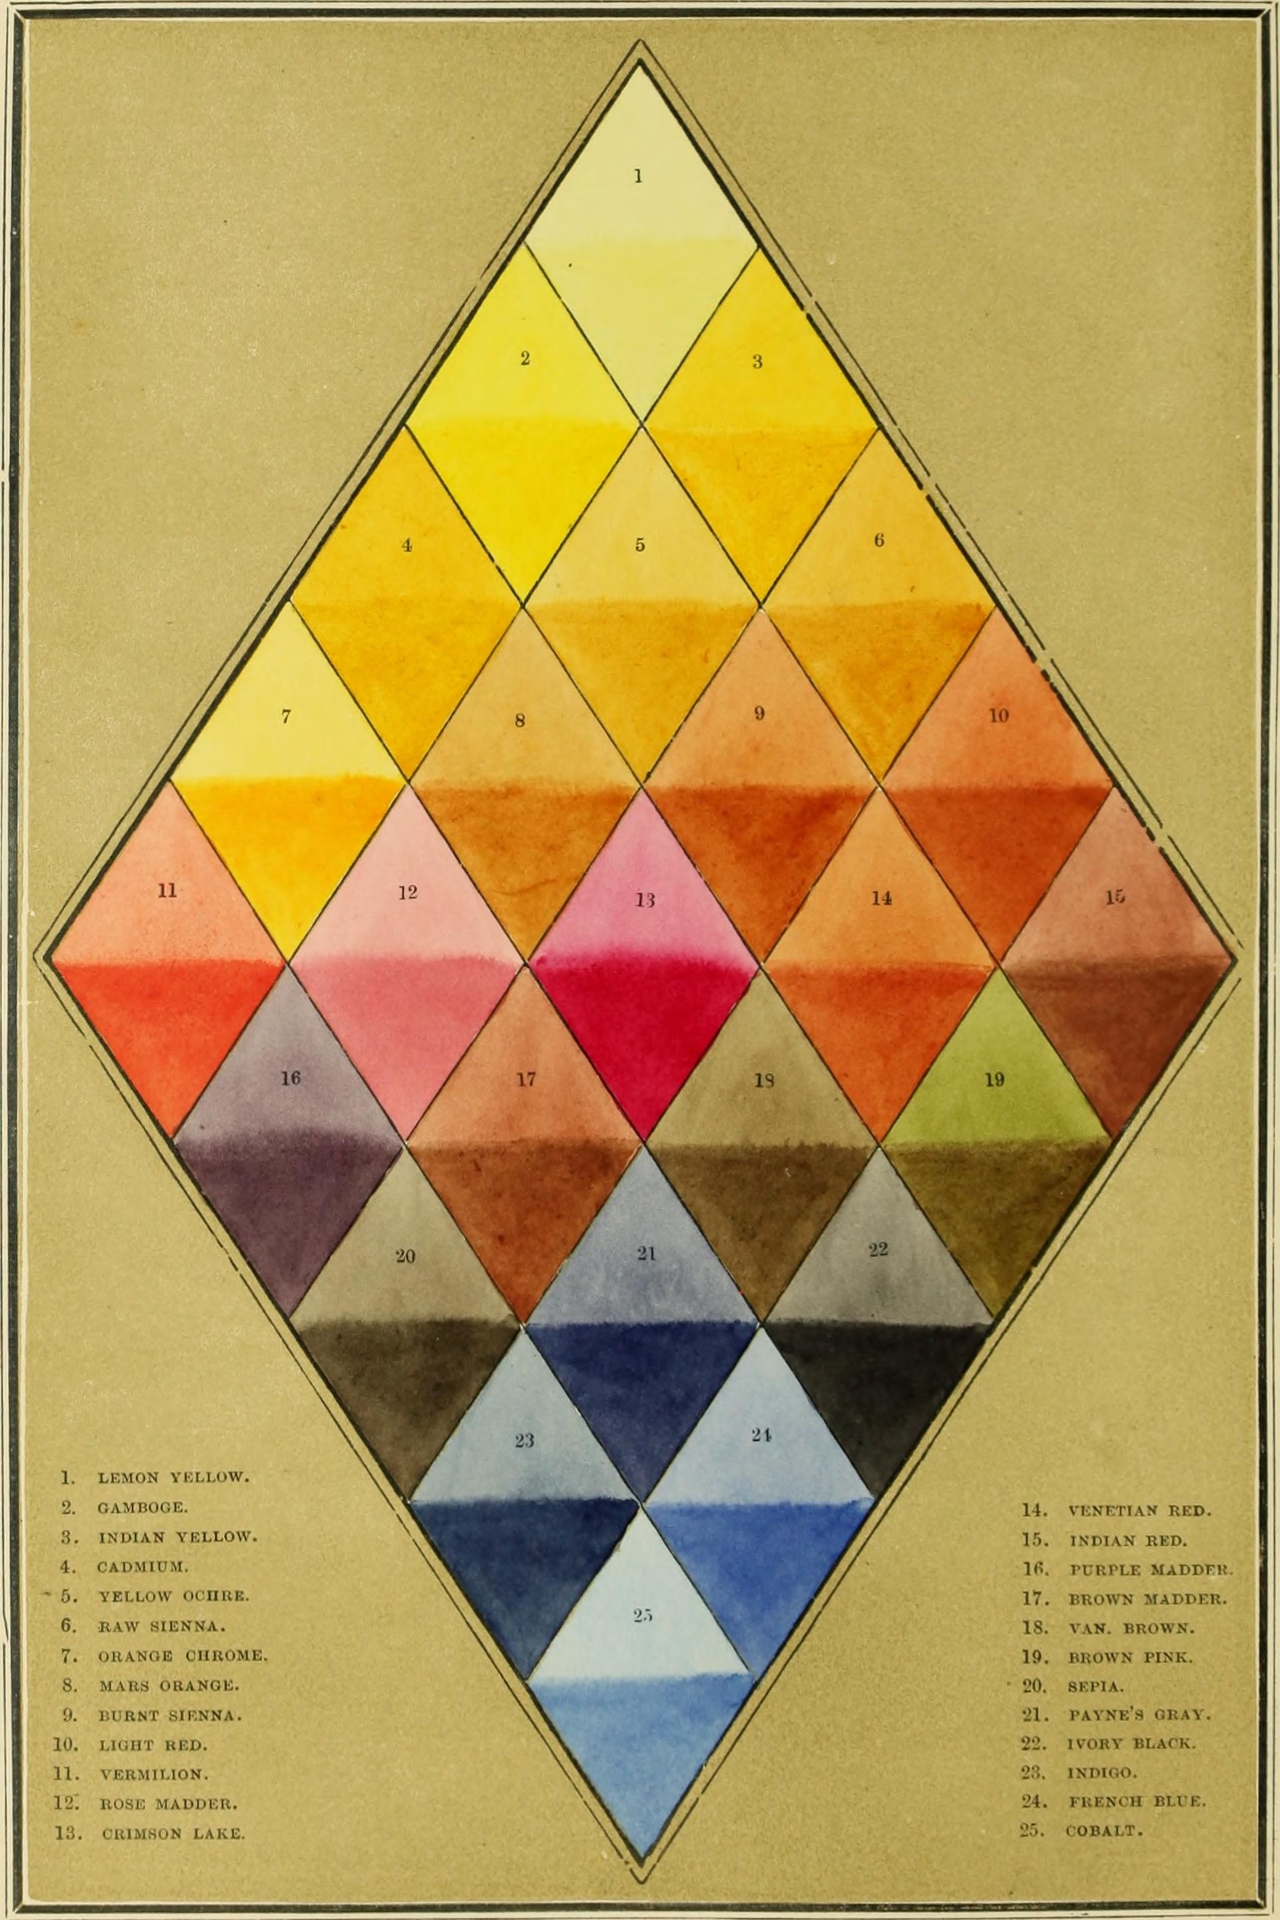 1
2
3
4
5
6
7
8
9
10
11
12
13
14
15
16
17
18
19
20
21
22
23
24
25
1. LEMON YELLOW.
2. GAMBOGE.
3. INDIAN YELLOW.
4. CADMIUM.
5. YELLOW OCHRE.
6. RAW SIENNA.
7. ORANGE CHROME.
8. MARS ORANGE.
9. BURNT SIENNA.
10. LIGHT RED.
11. VERMILION.
12. ROSE MADDER.
13. CRIMSON LAKE.
14. VENETIAN RED.
15. INDIAN RED.
16. PURPLE MADDER.
17. BROWN MADDER.
18. VAN. BROWN.
19. BROWN PINK.
20. SEPIA.
21. PAYNE'S GRAY.
22. IVORY BLACK.
23. INDIGO.
24. FRENCH BLUE.
25. COBALT.